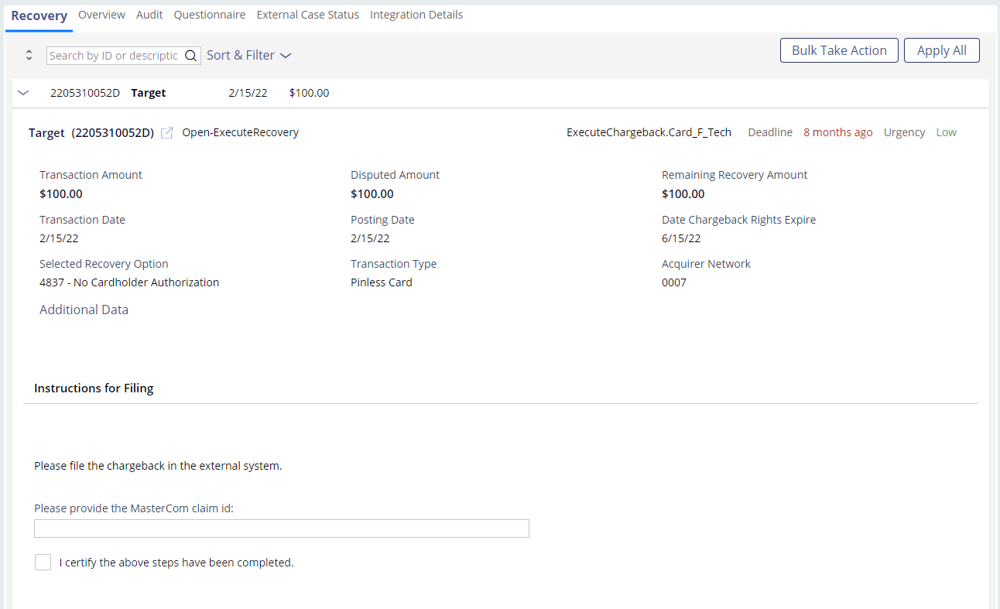 Recovery Overview Audit Questionnaire External Case Status Integration Details
Search by ID or descriptic Sort & Filter Bulk Take Action Apply All
2205310052D Target 2/15/22 $100.00
Target (2205310052D) Open-ExecuteRecovery ExecuteChargeback.Card_F_Tech Deadline 8 months ago Urgency Low
Transaction Amount Disputed Amount Remaining Recovery Amount
$100.00 $100.00 $100.00
Transaction Date Posting Date Date Chargeback Rights Expire
2/15/22 2/15/22 6/15/22
Selected Recovery Option Transaction Type Acquirer Network
4837 - No Cardholder Authorization Pinless Card 0007
Additional Data
Instructions for Filing
Please file the chargeback in the external system.
Please provide the MasterCom claim id:
I certify the above steps have been completed.